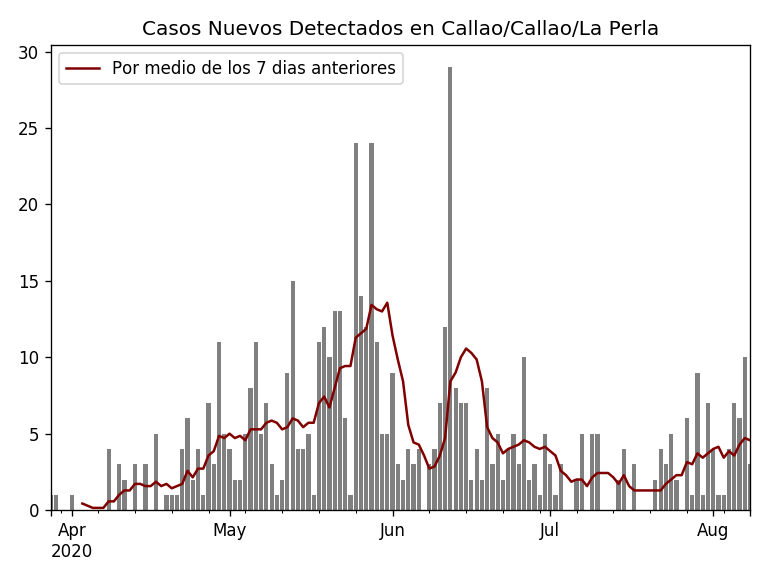 Casos Nuevos Detectados en Callao/Callao/La Perla
Por medio de los 7 dias anteriores
30
25
20
15
10
5
0
Apr May Jun Jul Aug
2020